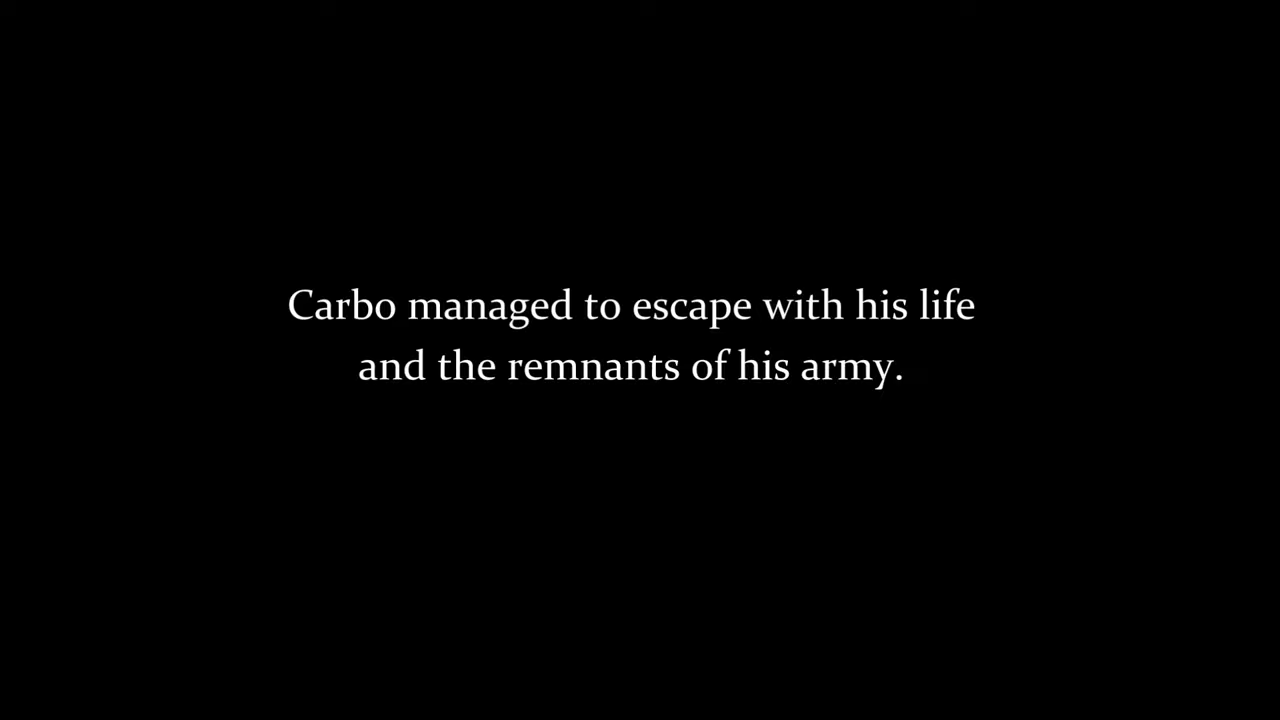 Carbo managed to escape with his life
and the remnants of his army.